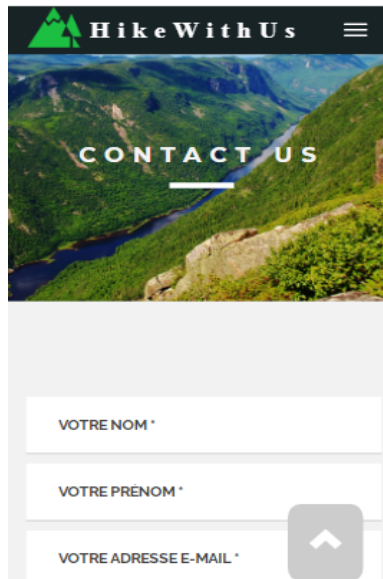 HikeWithUs
CONTACT US
VOTRE NOM *
VOTRE PRÉNOM *
VOTRE ADRESSE E-MAIL *